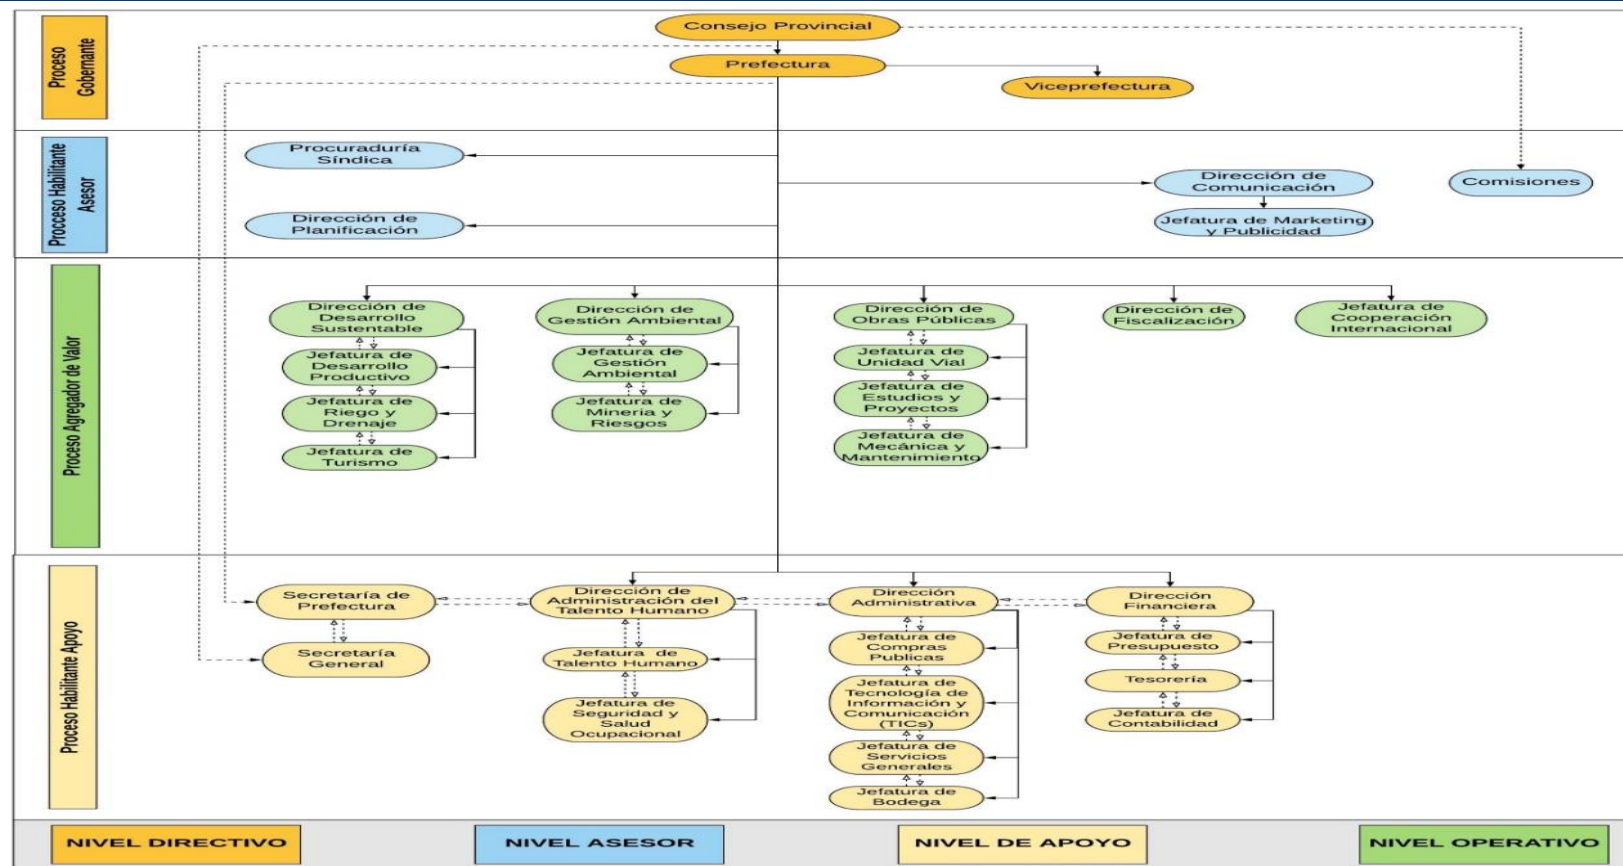 Proceso
Gobernante
Consejo Provincial
Prefectura
Viceprefectura
Procceso Habilitante
Asesor
Procuraduría
Síndica
Dirección de
Planificación
Dirección de
Comunicación
Jefatura de Marketing
y Publicidad
Comisiones
Proceso Agregador de Valor
Dirección de
Desarrollo
Sustentable
Jefatura de
Desarrollo
Productivo
Jefatura de
Riego y
Drenaje
Jefatura de
Turismo
Dirección de
Gestión Ambiental
Jefatura de
Gestión
Ambiental
Jefatura de
Mineria y
Riesgos
Dirección de
Obras Públicas
Jefatura de
Unidad Vial
Jefatura de
Estudios y
Proyectos
Jefatura de
Mecánica y
Mantenimiento
Dirección de
Fiscalización
Jefatura de
Cooperación
Internacional
Proceso Habilitante Apoyo
Secretaría de
Prefectura
Secretaría
General
Dirección de
Administración del
Talento Humano
Jefatura de
Talento Humano
Jefatura de
Seguridad y
Salud
Ocupacional
Dirección
Administrativa
Jefatura de
Compras
Publicas
Jefatura de
Tecnología de
Información y
Comunicación
(TICs)
Jefatura de
Servicios
Generales
Jefatura de
Bodega
Dirección
Financiera
Jefatura de
Presupuesto
Tesorería
Jefatura de
Contabilidad
NIVEL DIRECTIVO
NIVEL ASESOR
NIVEL DE APOYO
NIVEL OPERATIVO